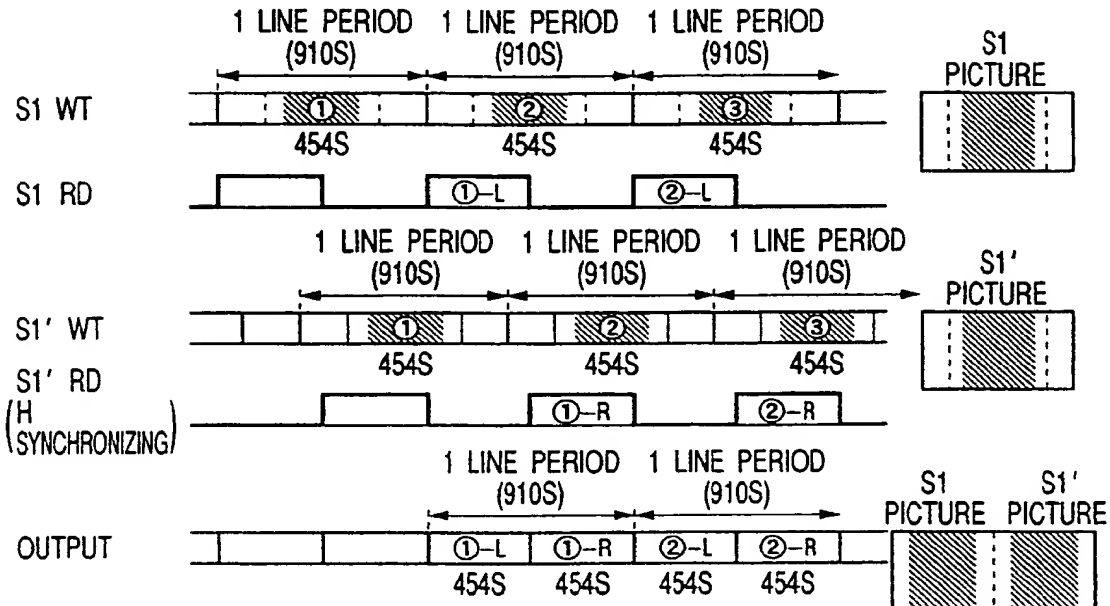 1 LINE PERIOD 1 LINE PERIOD 1 LINE PERIOD
(910S) (910S) (910S)
S1
PICTURE
S1 WT ① ② ③
454S 454S 454S
S1 RD ①-L ②-L
1 LINE PERIOD 1 LINE PERIOD 1 LINE PERIOD
(910S) (910S) (910S)
S1'
PICTURE
S1' WT ① ② ③
454S 454S 454S
S1' RD
(H
SYNCHRONIZING)
①-R ②-R
1 LINE PERIOD 1 LINE PERIOD
(910S) (910S)
S1 S1'
PICTURE PICTURE
OUTPUT ①-L ①-R ②-L ②-R
454S 454S 454S 454S